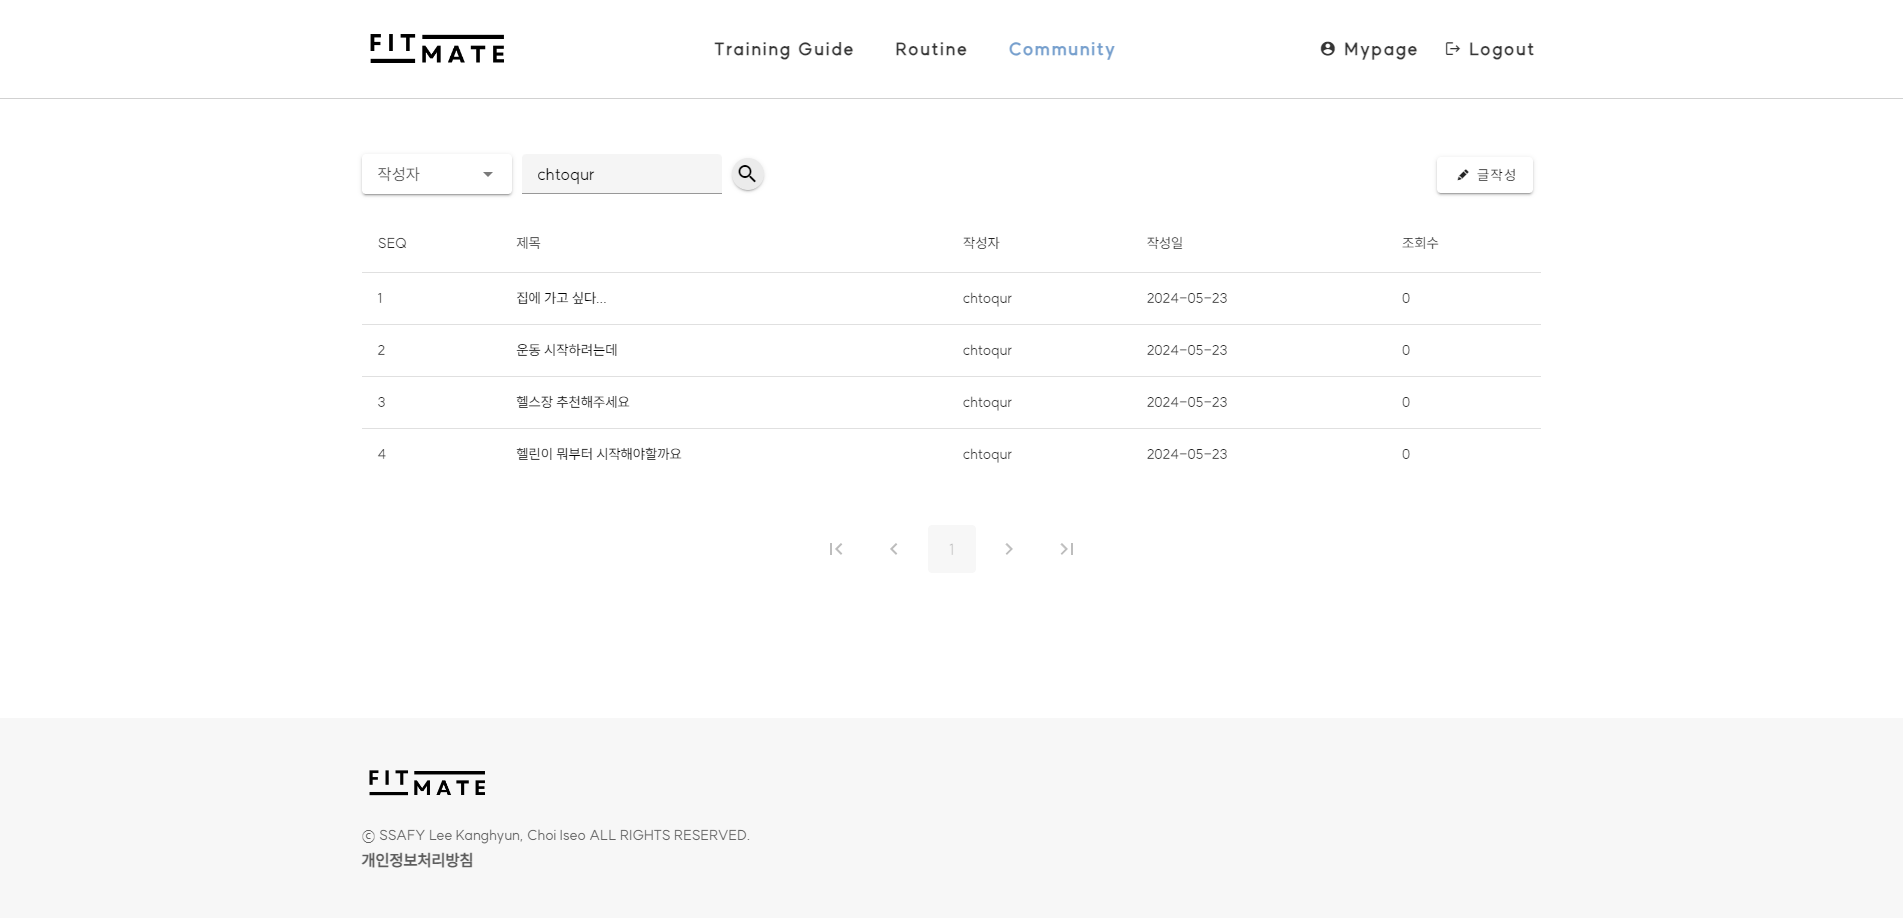 FIT MATE
Training Guide Routine Community Mypage Logout
작성자 chtoqur 글작성
SEQ 제목 작성자 작성일 조회수
1 집에 가고 싶다... chtoqur 2024-05-23 0
2 운동 시작하려는데 chtoqur 2024-05-23 0
3 헬스장 추천해주세요 chtoqur 2024-05-23 0
4 헬린이 뭐부터 시작해야할까요 chtoqur 2024-05-23 0
1
FIT MATE
© SSAFY Lee Kanghyun, Choi Iseo ALL RIGHTS RESERVED.
개인정보처리방침